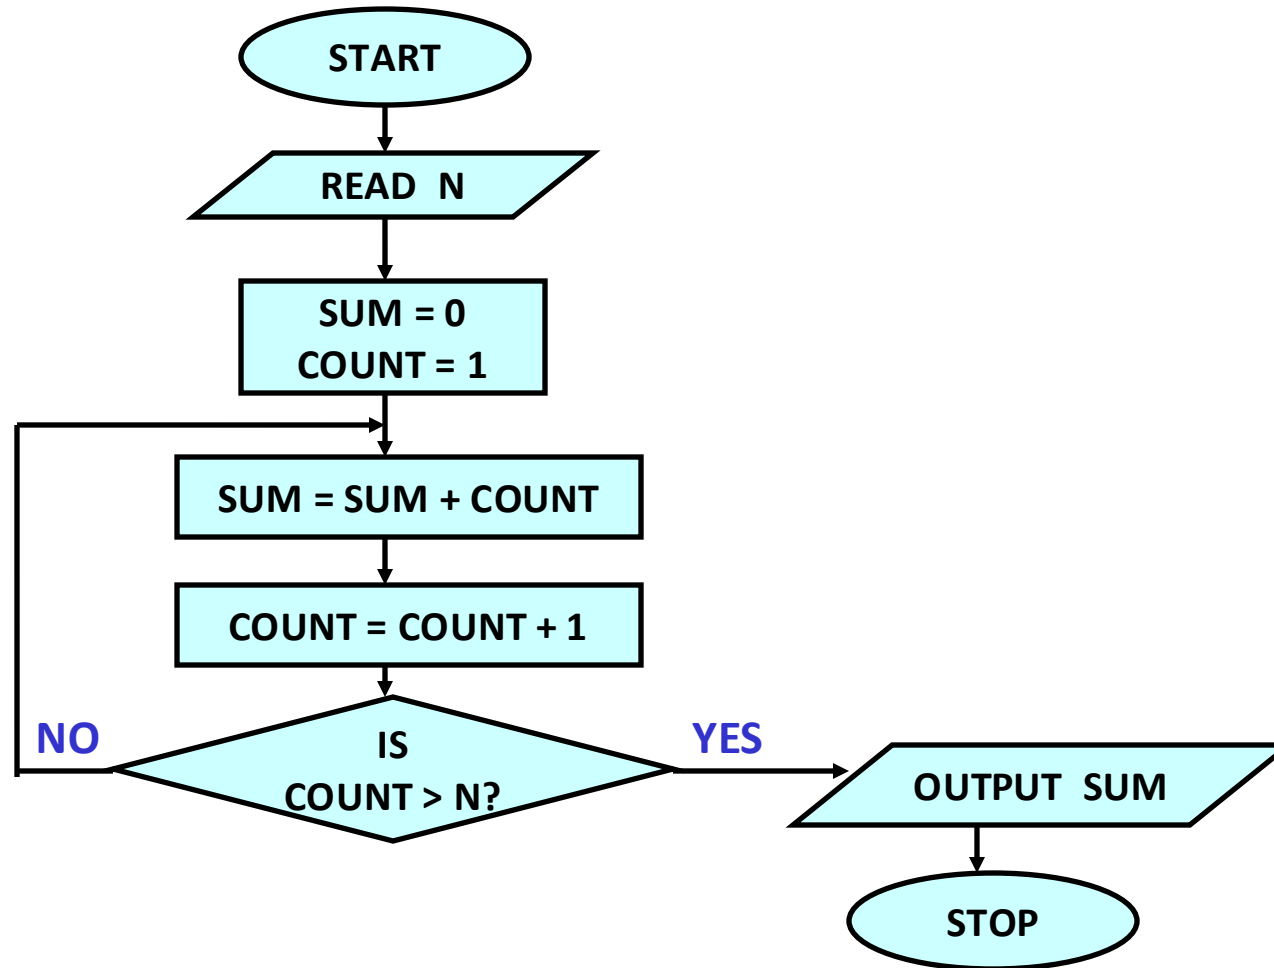 START
READ N
SUM = 0
COUNT = 1
SUM = SUM + COUNT
COUNT = COUNT + 1
IS
COUNT > N?
NO
YES
OUTPUT SUM
STOP